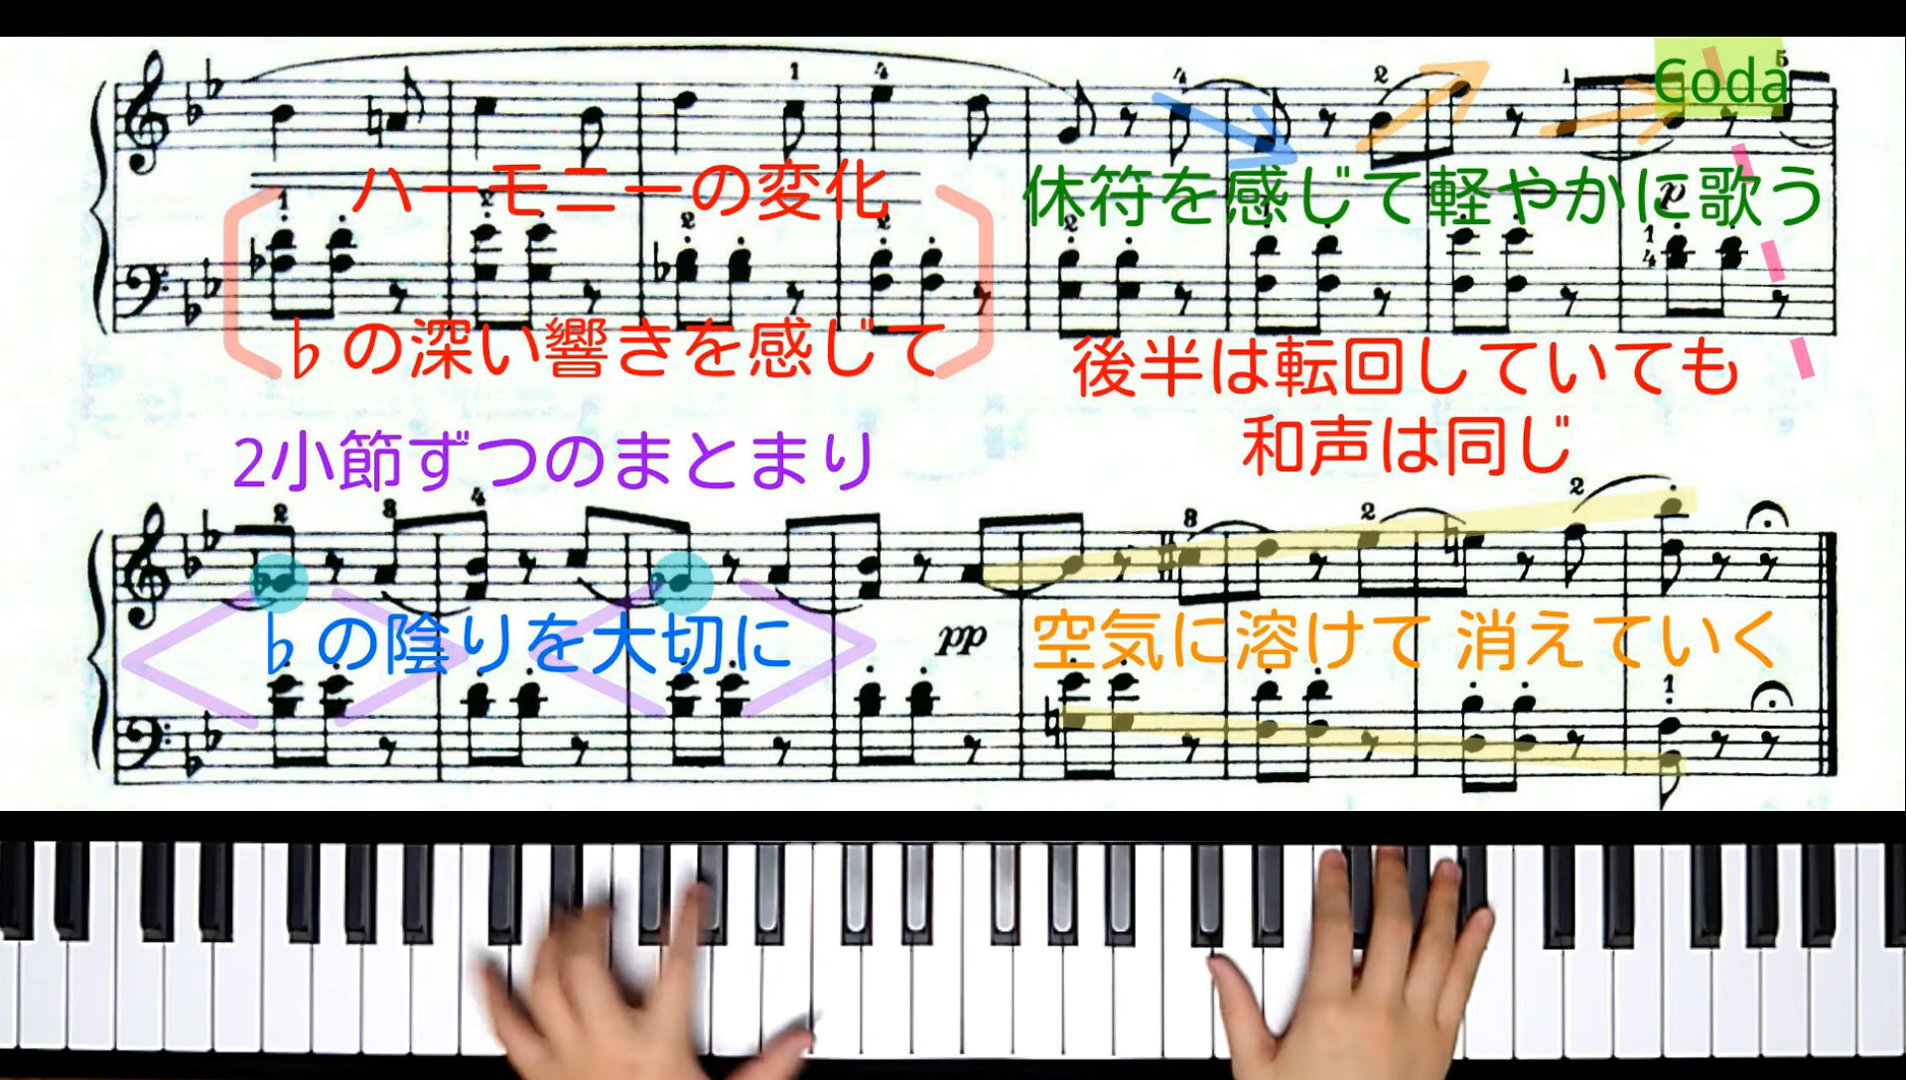 Coda
ハーモニーの変化
休符を感じて軽やかに歌う
p
♭の深い響きを感じて
後半は転回していても
和声は同じ
2小節ずつのまとまり
♭の陰りを大切に
pp
空気に溶けて 消えていく